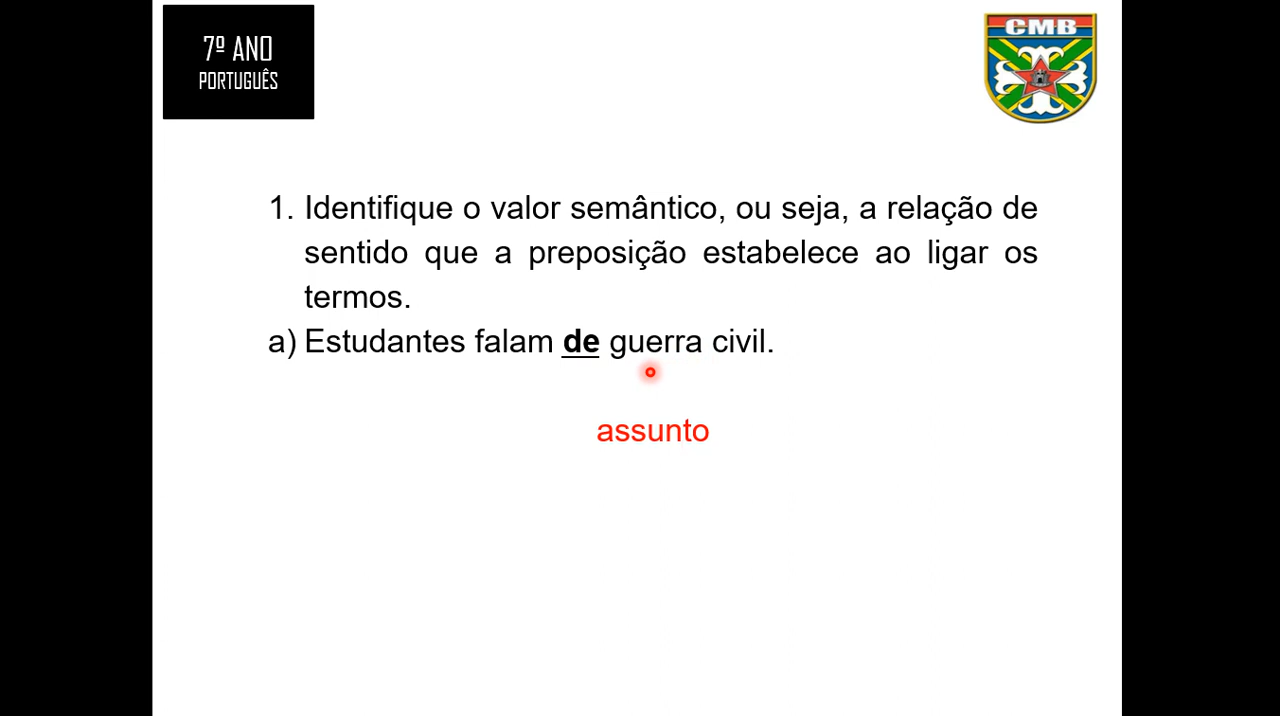 7º ANO
PORTUGUÊS
CMB
1. Identifique o valor semântico, ou seja, a relação de
sentido que a preposição estabelece ao ligar os
termos.
a) Estudantes falam de guerra civil.
assunto